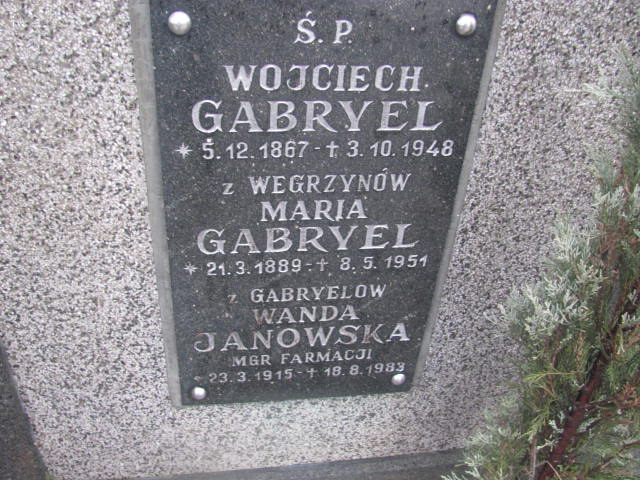 Ś. P.
WOJCIECH
GABRYEL
* 5.12.1867 - † 3.10.1948
z WEGRZYNÓW
MARIA
GABRYEL
* 21.3.1889 - † 8.5.1951
z GABRYELOW
WANDA
JANOWSKA
MGR FARMACJI
* 23.3.1915 - † 18.8.1983